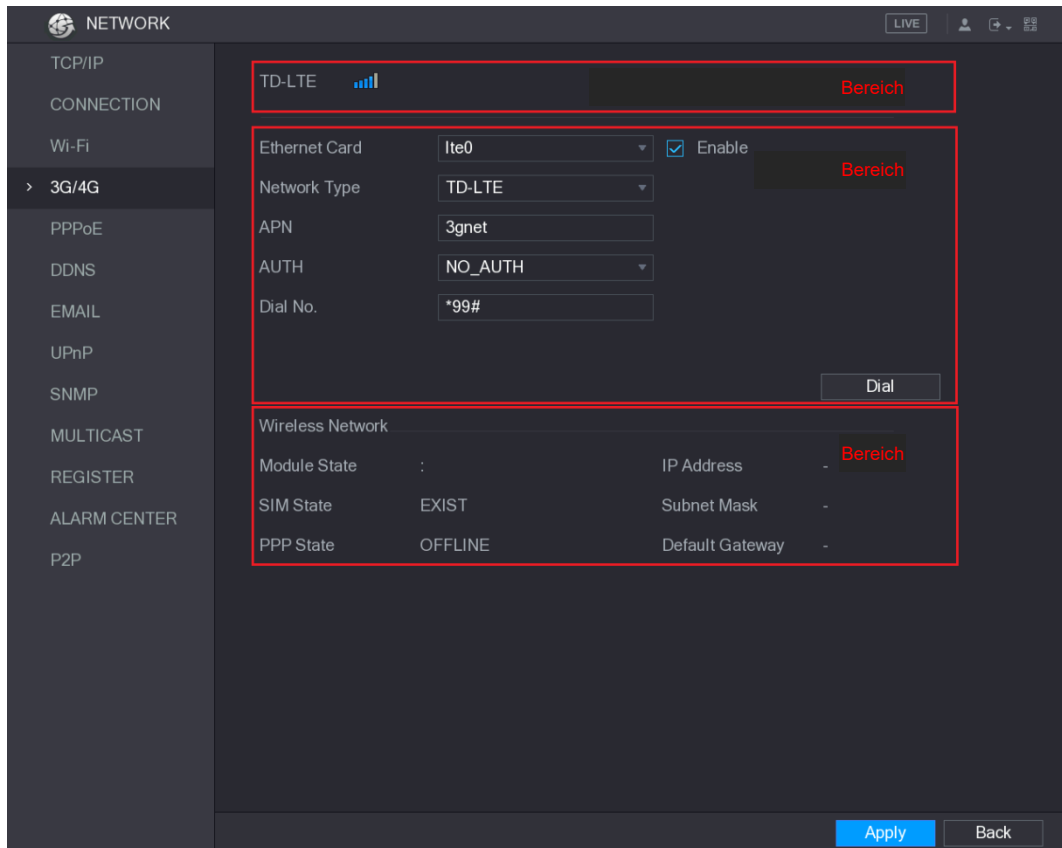 NETWORK LIVE
TCP/IP
CONNECTION
Wi-Fi
3G/4G
PPPoE
DDNS
EMAIL
UPnP
SNMP
MULTICAST
REGISTER
ALARM CENTER
P2P
TD-LTE Bereich
Ethernet Card lte0 Enable
Bereich
Network Type TD-LTE
APN 3gnet
AUTH NO_AUTH
Dial No. *99#
Dial
Wireless Network
Bereich
Module State : IP Address -
SIM State EXIST Subnet Mask -
PPP State OFFLINE Default Gateway -
Apply Back